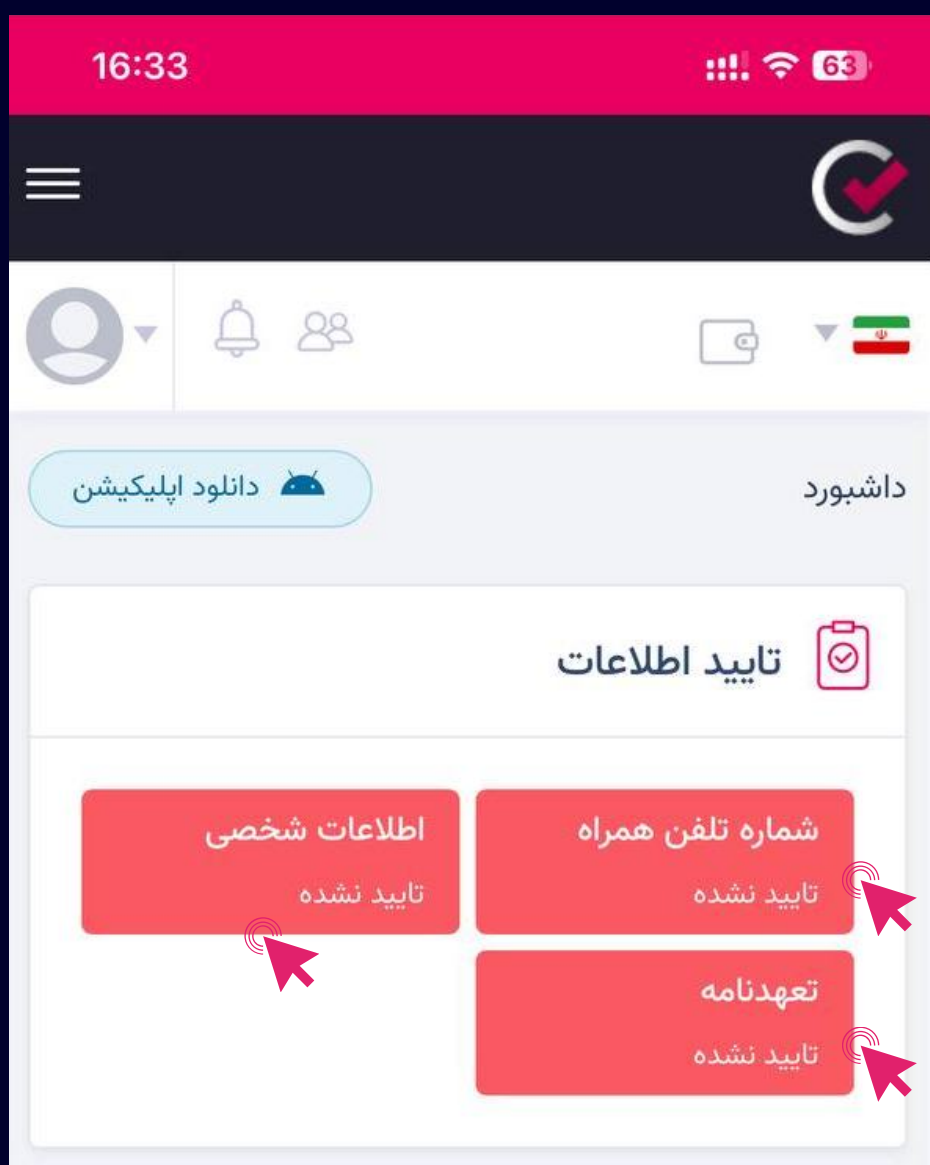 16:33
63
داشبورد
دانلود اپلیکیشن
تایید اطلاعات
شماره تلفن همراه
تایید نشده
اطلاعات شخصی
تایید نشده
تعهدنامه
تایید نشده